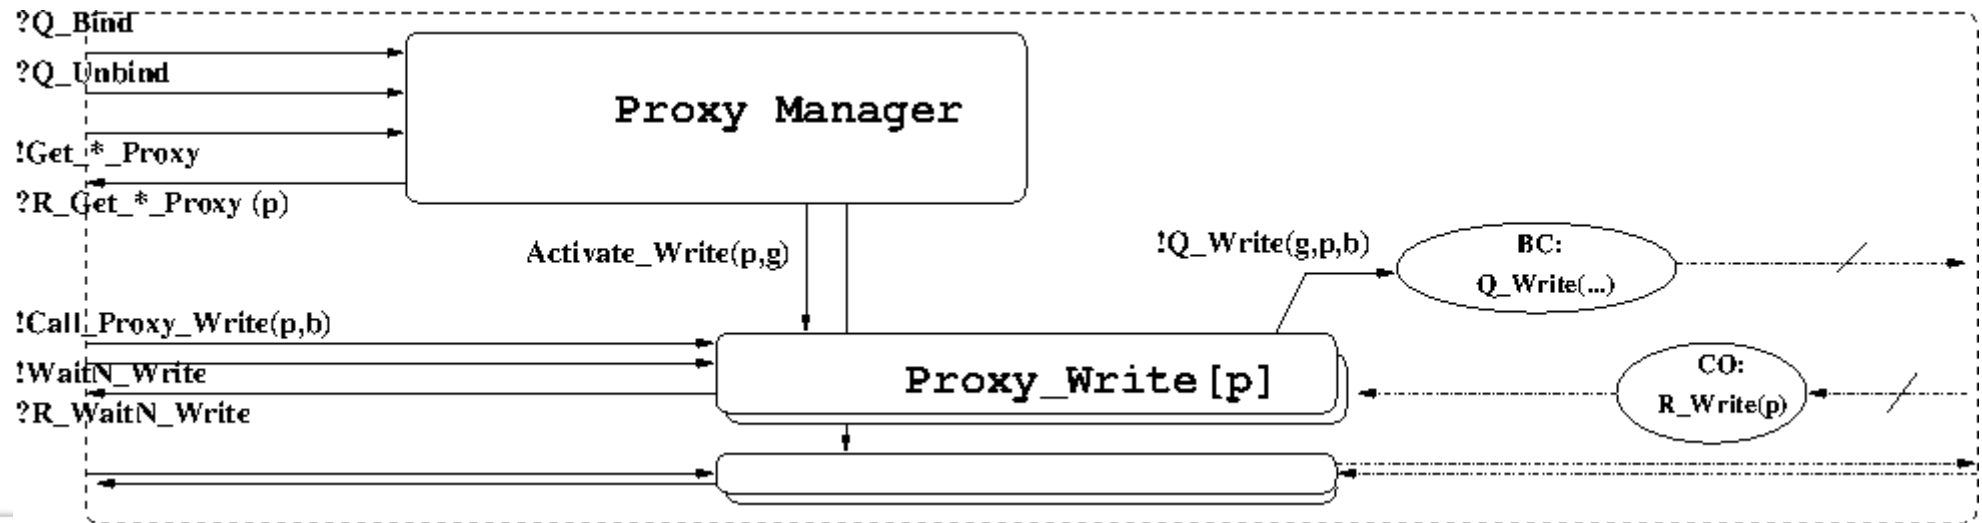 ?Q_Bind
?Q_Unbind
Proxy Manager
!Get_*_Proxy
?R_Get_*_Proxy (p)
Activate_Write(p,g)
!Q_Write(g,p,b)
BC:
Q_Write(...)
!Call_Proxy_Write(p,b)
!WaitN_Write
?R_WaitN_Write
Proxy_Write[p]
CO:
R_Write(p)